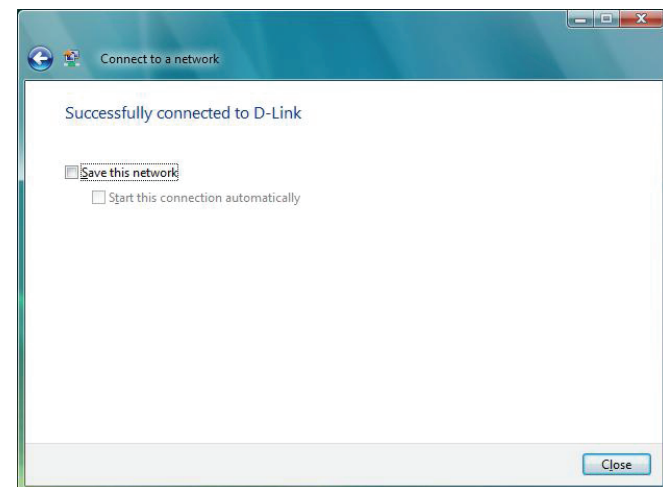 Connect to a network
Successfully connected to D-Link
Save this network
Start this connection automatically
Close